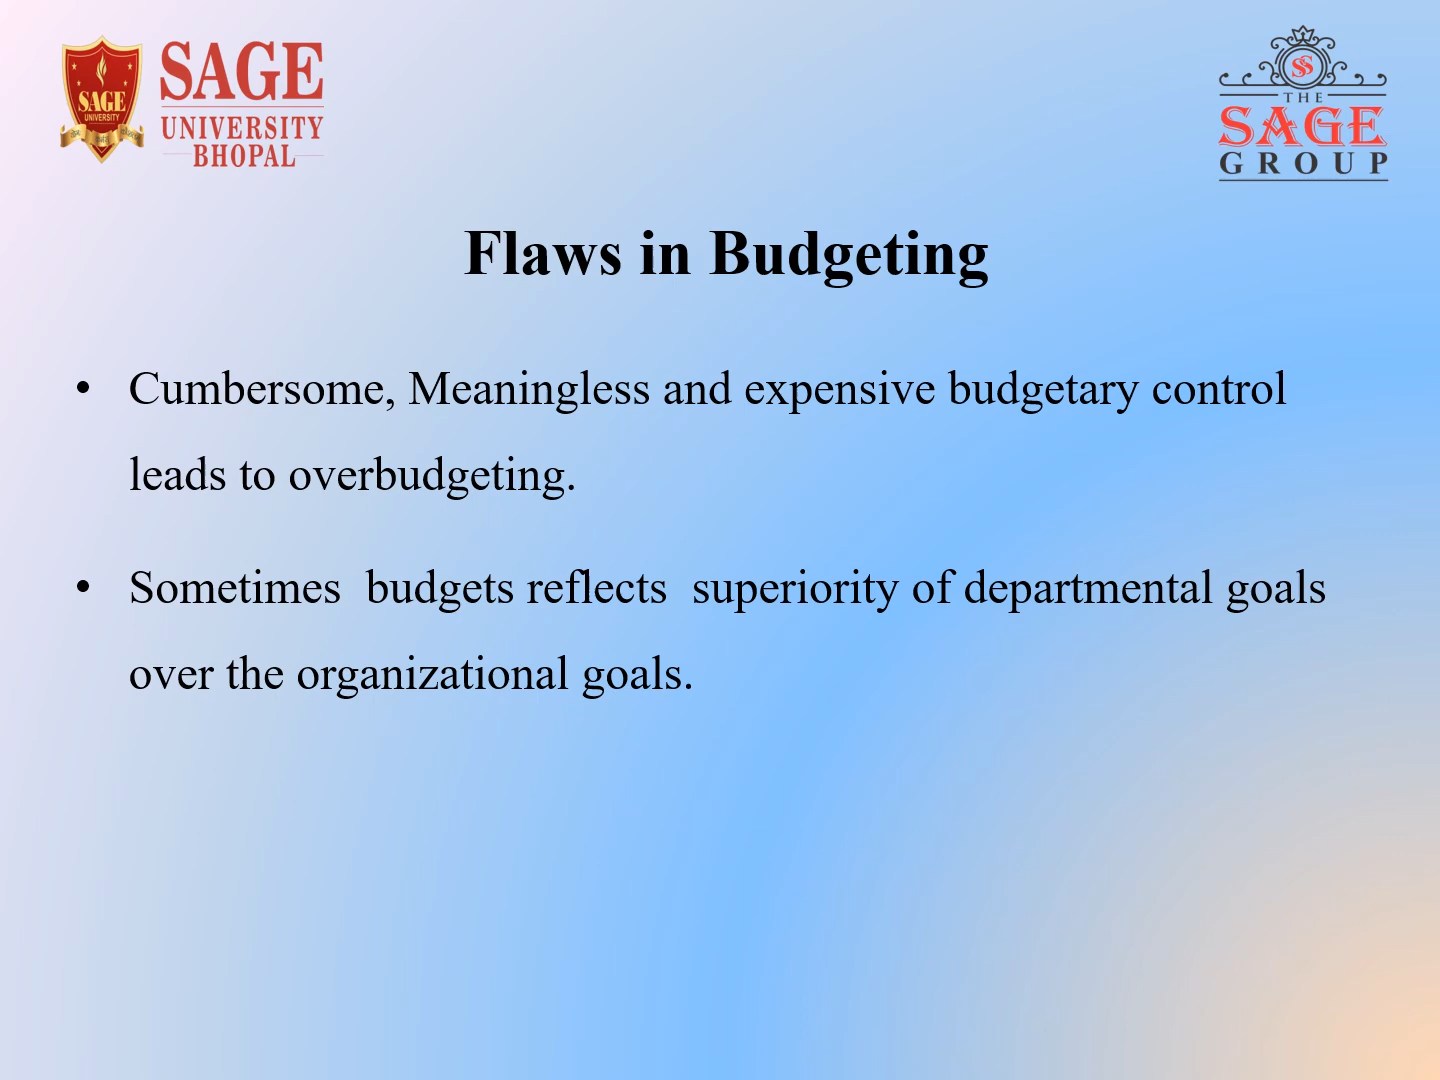 SAGE
UNIVERSITY
SAGE
UNIVERSITY
BHOPAL
THE
SAGE
GROUP
Flaws in Budgeting
• Cumbersome, Meaningless and expensive budgetary control
leads to overbudgeting.
• Sometimes  budgets reflects  superiority of departmental goals
over the organizational goals.